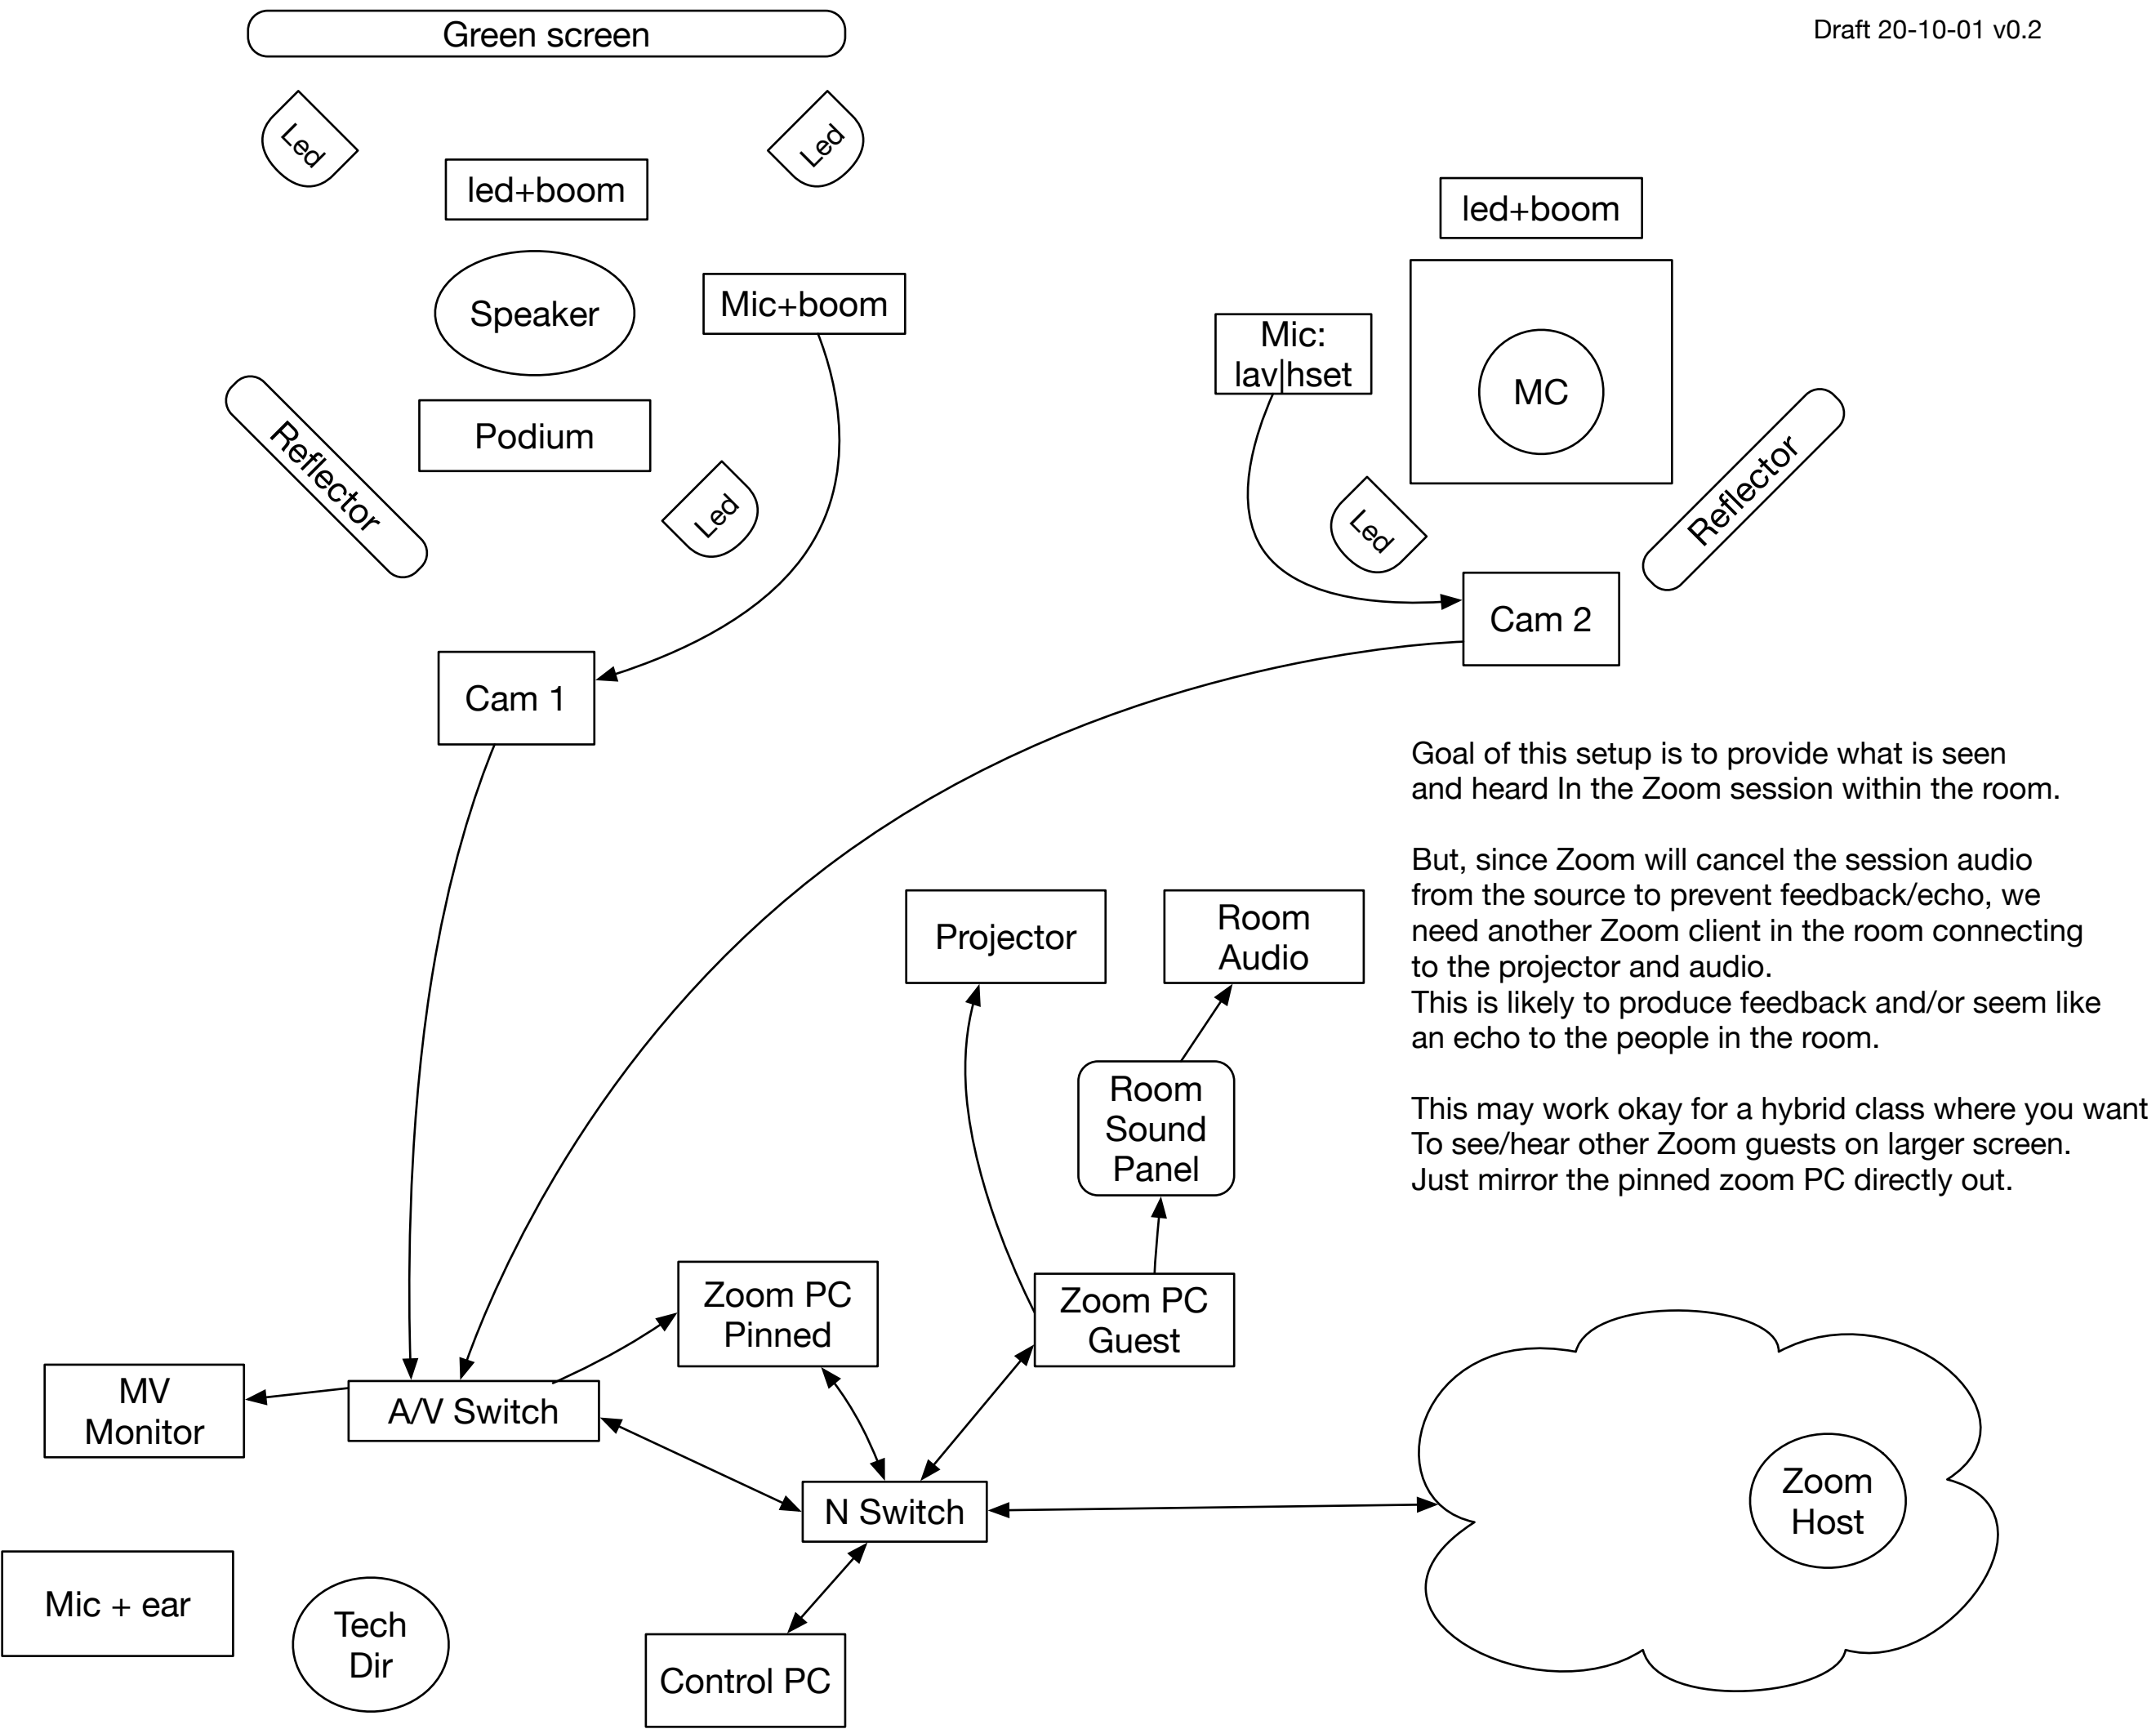 Draft 20-10-01 v0.2
Green screen
Led
Led
led+boom
led+boom
Speaker
Mic+boom
Mic:
lav|hset
MC
Podium
Reflector
Led
Led
Reflector
Cam 2
Cam 1
Goal of this setup is to provide what is seen
and heard In the Zoom session within the room.
But, since Zoom will cancel the session audio
from the source to prevent feedback/echo, we
need another Zoom client in the room connecting
to the projector and audio.
This is likely to produce feedback and/or seem like
an echo to the people in the room.
This may work okay for a hybrid class where you want
To see/hear other Zoom guests on larger screen.
Just mirror the pinned zoom PC directly out.
Projector
Room
Audio
Room
Sound
Panel
Zoom PC
Pinned
Zoom PC
Guest
MV
Monitor
A/V Switch
N Switch
Zoom
Host
Mic + ear
Tech
Dir
Control PC